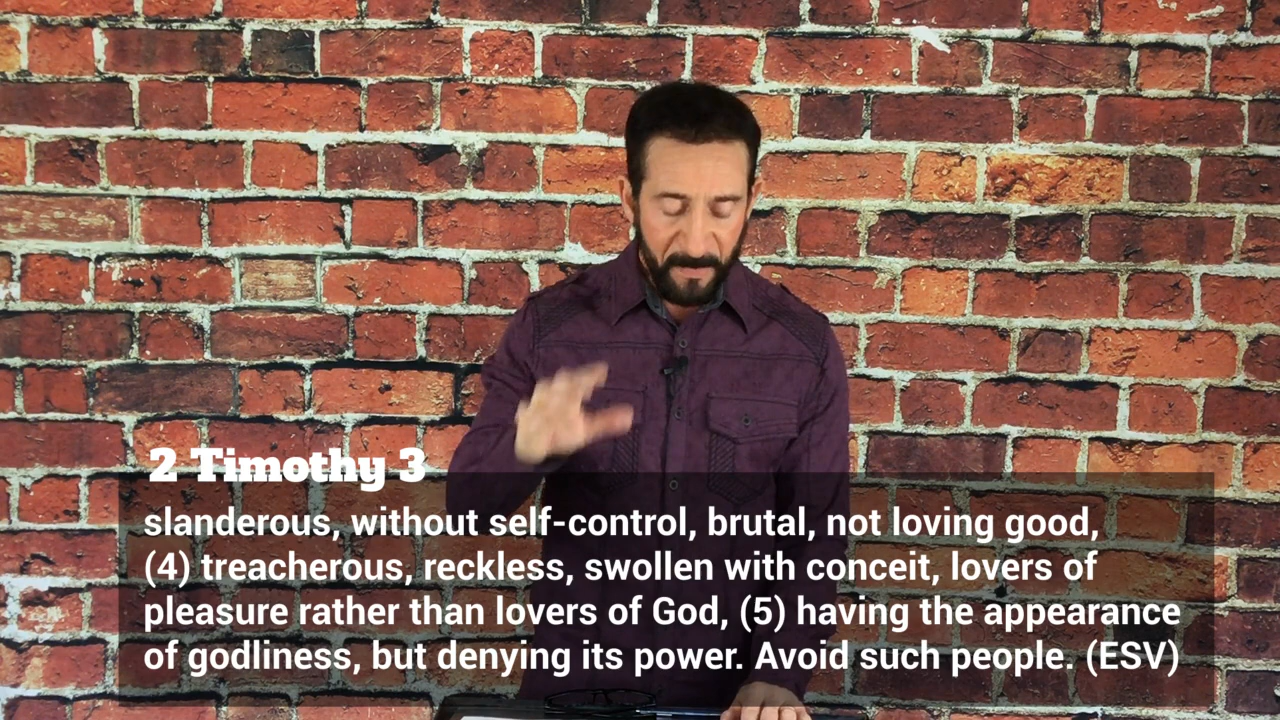 2 Timothy 3
slanderous, without self-control, brutal, not loving good,
(4) treacherous, reckless, swollen with conceit, lovers of
pleasure rather than lovers of God, (5) having the appearance
of godliness, but denying its power. Avoid such people. (ESV)